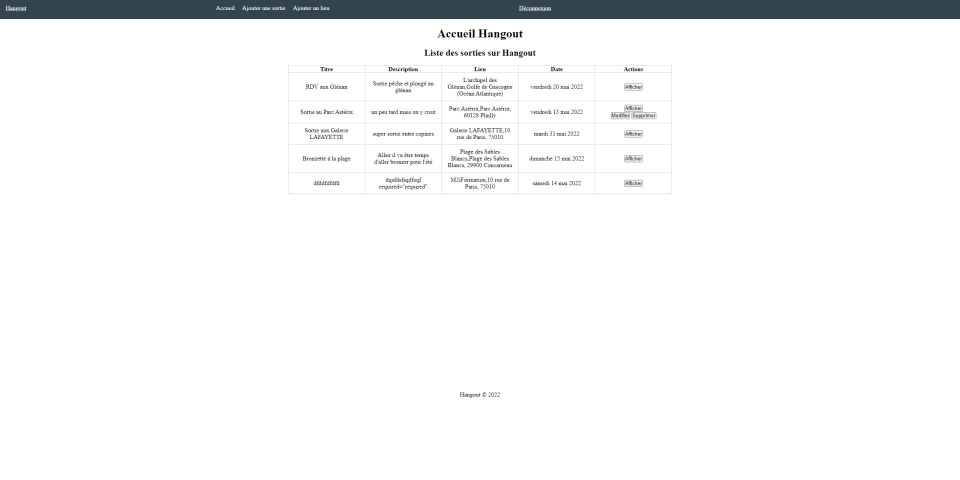 Hangout Accueil Ajouter une sortie Ajouter un lieu Déconnexion
Accueil Hangout
Liste des sorties sur Hangout
Titre Description Lieu Date Actions
RDV aux Glénan
Sortie pêche et plongé au
glénan
L'archipel des
Glénan,Golfe de Gascogne
(Océan Atlantique)
vendredi 20 mai 2022
Afficher
Sortie au Parc Astérix
un peu tard mais on y croit
Parc Astérix,Parc Astérix,
60128 Plailly
vendredi 13 mai 2022
Afficher
Modifier Supprimer
Sortie aux Galerie
LAFAYETTE
super sortie entre copines
Galerie LAFAYETTE,10
rue de Paris, 75010
mardi 31 mai 2022
Afficher
Bronzette à la plage
Allez il va être temps
d'aller bronzer pour l'été
Plage des Sables
Blancs,Plage des Sables
Blancs, 29900 Concarneau
dimanche 15 mai 2022
Afficher
required="required"
M2iFormation,10 rue de
Paris, 75010
samedi 14 mai 2022
Afficher
Hangout © 2022